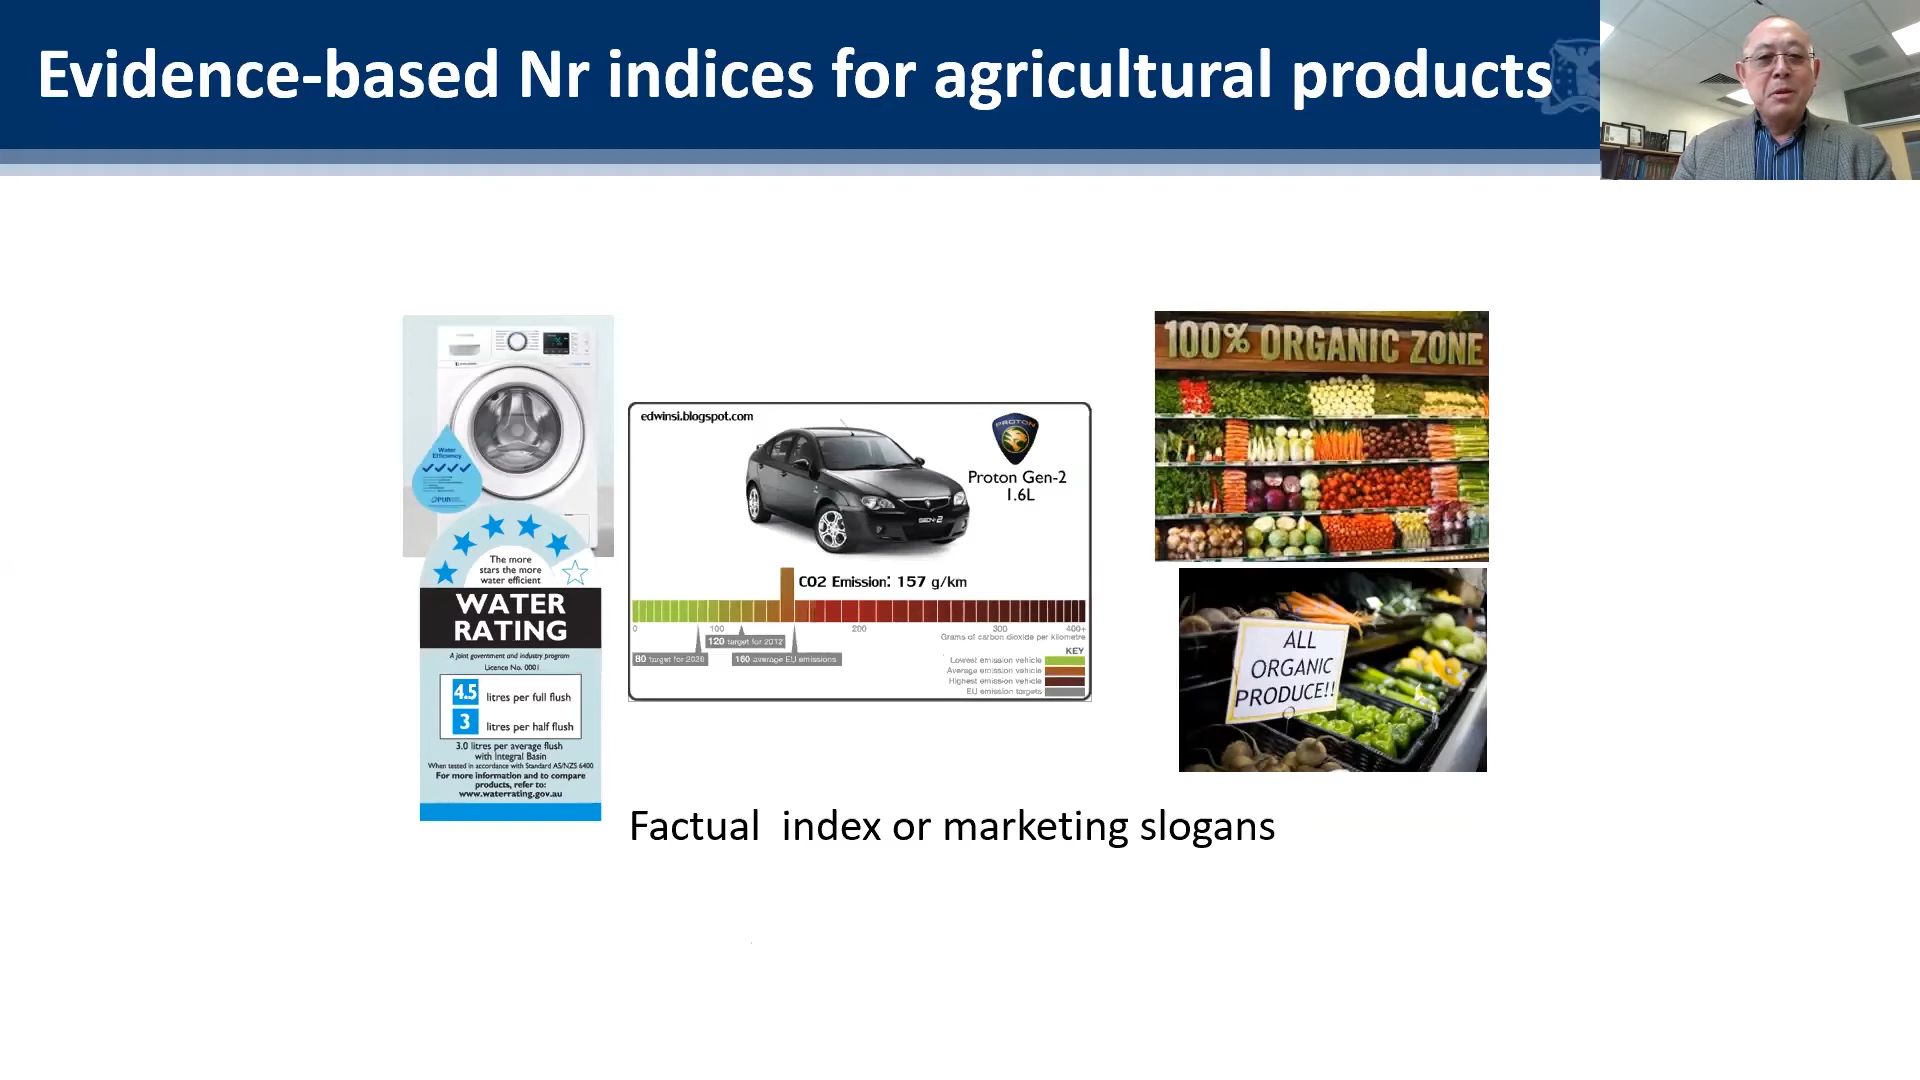 Evidence-based Nr indices for agricultural products
Water
Efficiency
PUB
The more
stars the more
water efficient
WATER
RATING
A joint government and industry program
Licence No. 0001
4.5 litres per full flush
3 litres per half flush
3.0 litres per average flush
with Integral Basin
When tested in accordance with Standard AS/NZS 6400
For more information and to compare
products, refer to:
www.waterrating.gov.au
edwinsi.blogspot.com
PROTON
Proton Gen-2
1.6L
GEN·2
CO2 Emission: 157 g/km
0 100 200 300 400+
Grams of carbon dioxide per kilometre
120 target for 2012
80 target for 2020
160 average EU emissions
KEY
Lowest emission vehicle
Average emission vehicle
Highest emission vehicle
EU emission targets
100% ORGANIC ZONE
ALL
ORGANIC
PRODUCE!!
Factual  index or marketing slogans